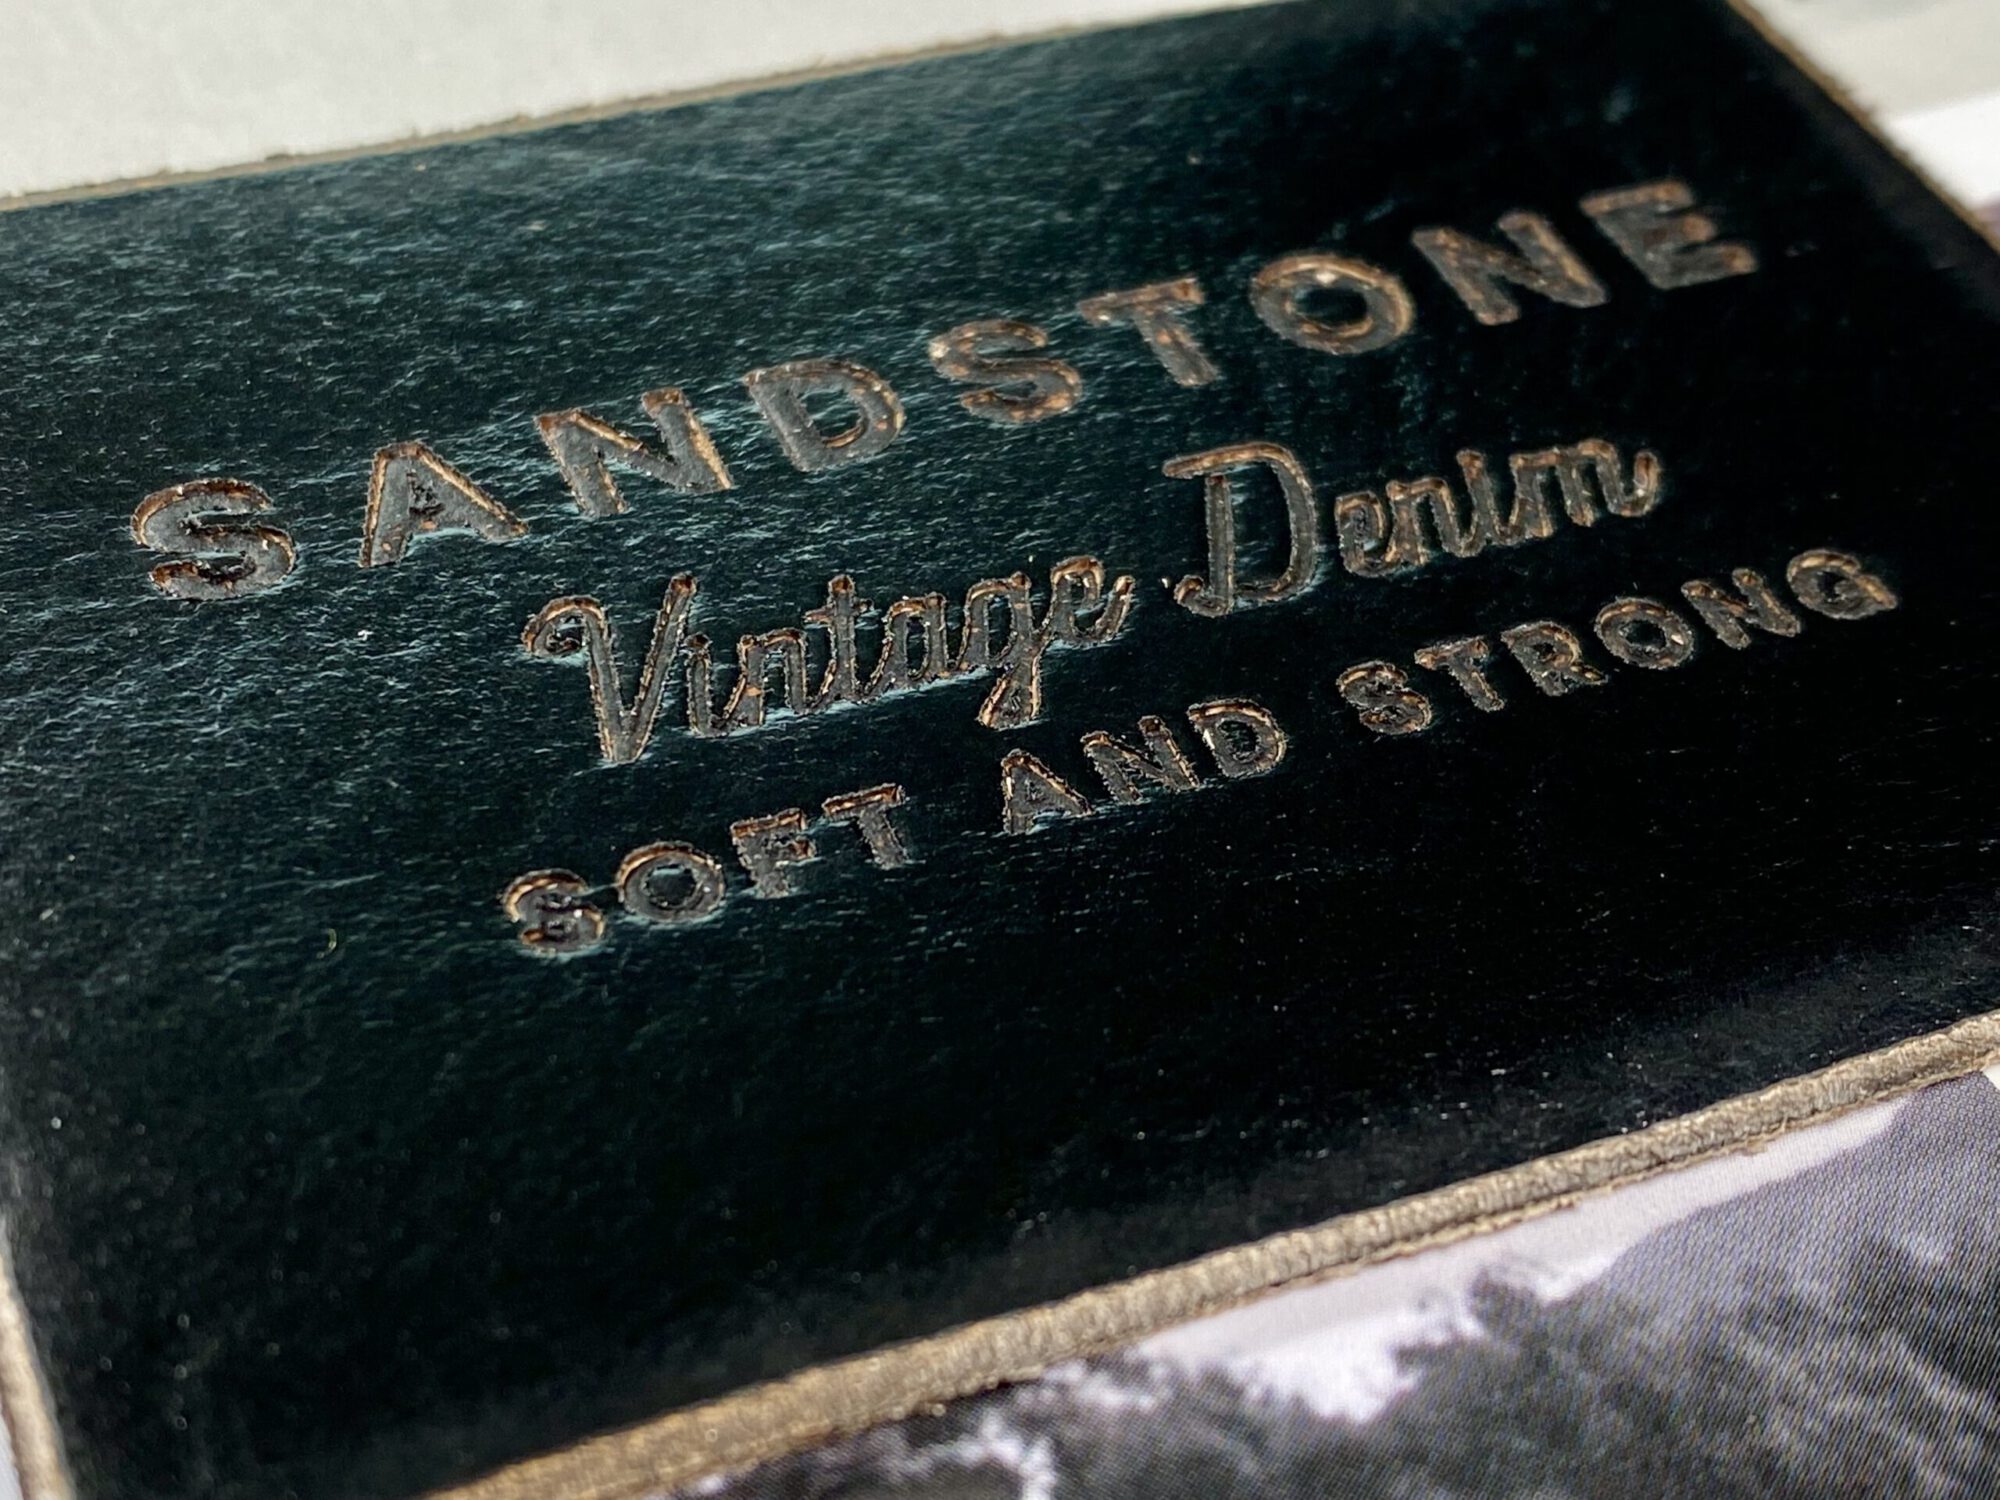 SANDSTONE
Vintage Denim
SOFT AND STRONG